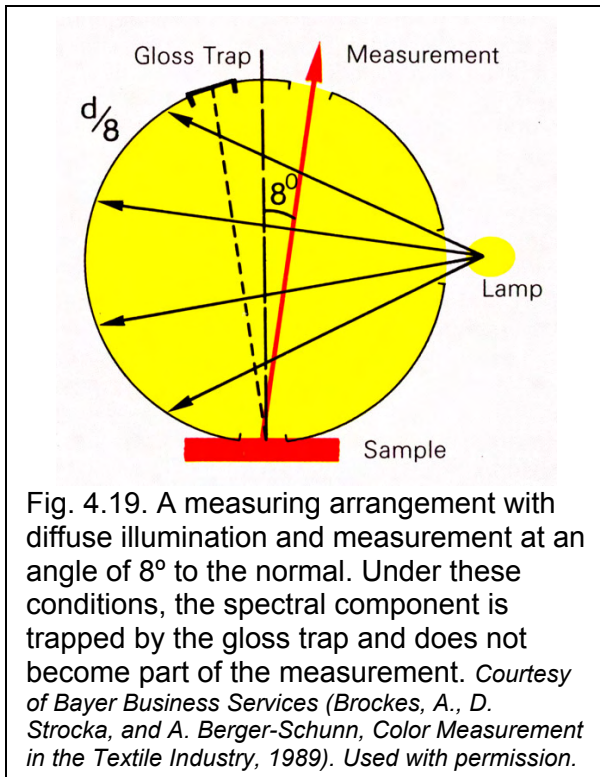 Gloss Trap
Measurement
d/8
8⁰
Lamp
Sample
Fig. 4.19. A measuring arrangement with
diffuse illumination and measurement at an
angle of 8º to the normal. Under these
conditions, the spectral component is
trapped by the gloss trap and does not
become part of the measurement. Courtesy
of Bayer Business Services (Brockes, A., D.
Strocka, and A. Berger-Schunn, Color Measurement
in the Textile Industry, 1989). Used with permission.